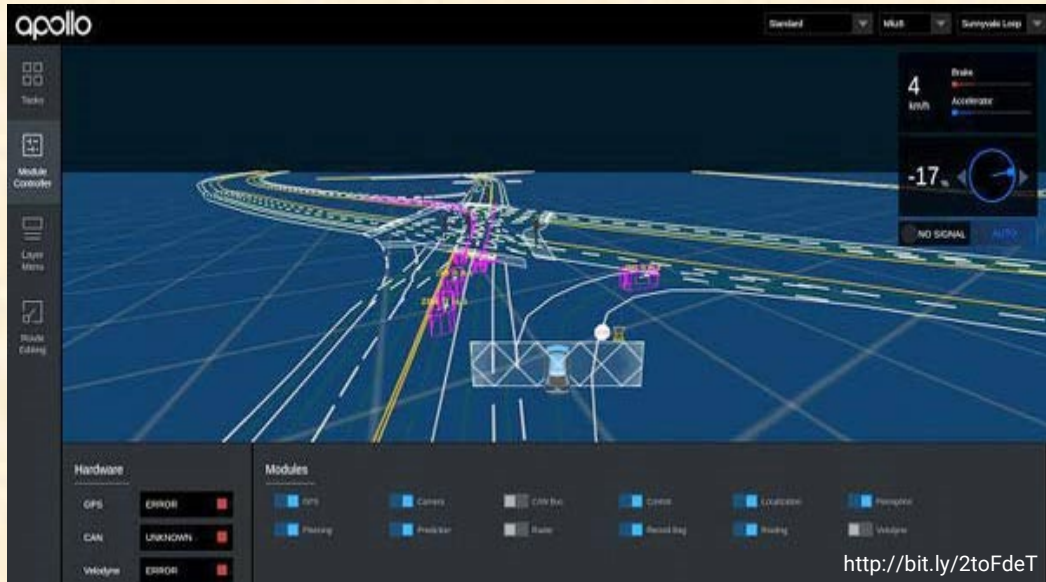 apollo
Standard
Mkz8
Sunnyvale Loop
Tasks
Module
Controller
Layer
Menu
Route
Editing
4
km/h
Brake
Accelerator
-17
NO SIGNAL
AUTO
Hardware
GPS ERROR
CAN UNKNOWN
Velodyne ERROR
Modules
GPS Camera CAN Bus Control Localization Perception
Planning Prediction Radar Record Bag Routing Velodyne
http://bit.ly/2toFdeT